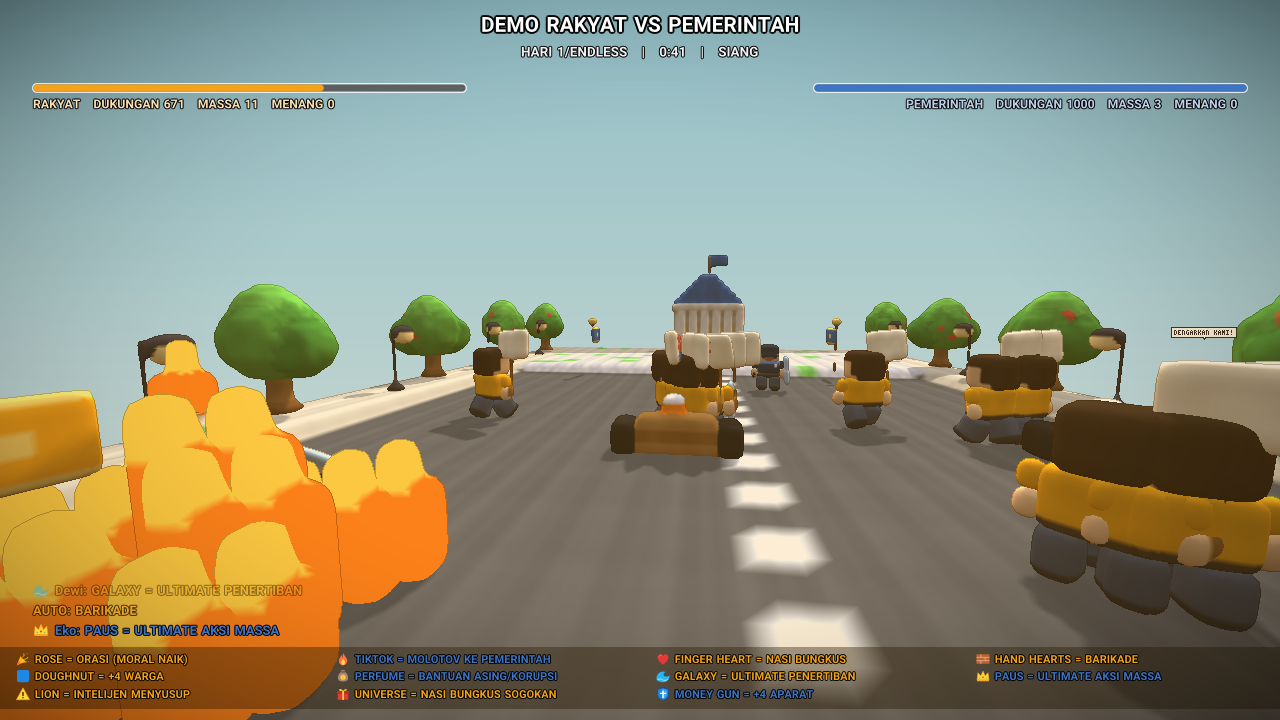 DEMO RAKYAT VS PEMERINTAH
HARI 1/ENDLESS | 0:41 | SIANG
RAKYAT DUKUNGAN 671 MASSA 11 MENANG 0
PEMERINTAH DUKUNGAN 1000 MASSA 3 MENANG 0
DENGARKAN KAMI!
Dewi: GALAXY = ULTIMATE PENERTIBAN
AUTO: BARIKADE
Eko: PAUS = ULTIMATE AKSI MASSA
ROSE = ORASI (MORAL NAIK)
TIKTOK = MOLOTOV KE PEMERINTAH
FINGER HEART = NASI BUNGKUS
HAND HEARTS = BARIKADE
DOUGHNUT = +4 WARGA
PERFUME = BANTUAN ASING/KORUPSI
GALAXY = ULTIMATE PENERTIBAN
PAUS = ULTIMATE AKSI MASSA
LION = INTELIJEN MENYUSUP
UNIVERSE = NASI BUNGKUS SOGOKAN
MONEY GUN = +4 APARAT